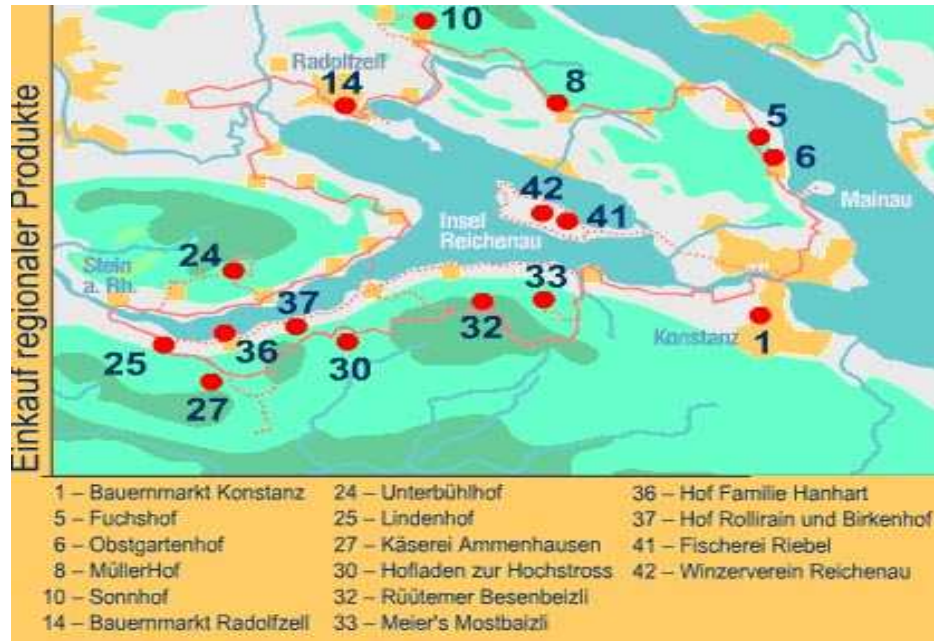 Einkauf regionaler Produkte
10
Radolfzell
14
8
5
6
42
41
Mainau
Insel
Reichenau
24
Stein
a. Rh.
37
33
32
Konstanz
1
25
36
30
27
1 – Bauernmarkt Konstanz
5 – Fuchshof
6 – Obstgartenhof
8 – MüllerHof
10 – Sonnhof
14 – Bauernmarkt Radolfzell
24 – Unterbühlhof
25 – Lindenhof
27 – Käserei Ammenhausen
30 – Hofladen zur Hochstross
32 – Rüütemer Besenbeizli
33 – Meier's Mostbaizli
36 – Hof Familie Hanhart
37 – Hof Rollirain und Birkenhof
41 – Fischerei Riebel
42 – Winzerverein Reichenau